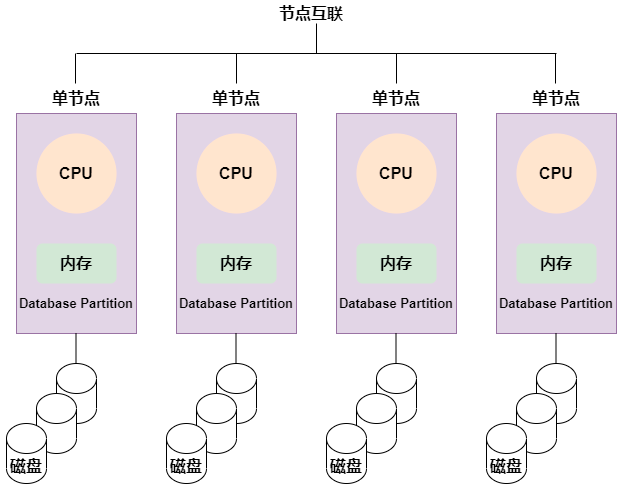 节点互联
单节点 单节点 单节点 单节点
CPU CPU CPU CPU
内存 内存 内存 内存
Database Partition Database Partition Database Partition Database Partition
磁盘 磁盘 磁盘 磁盘